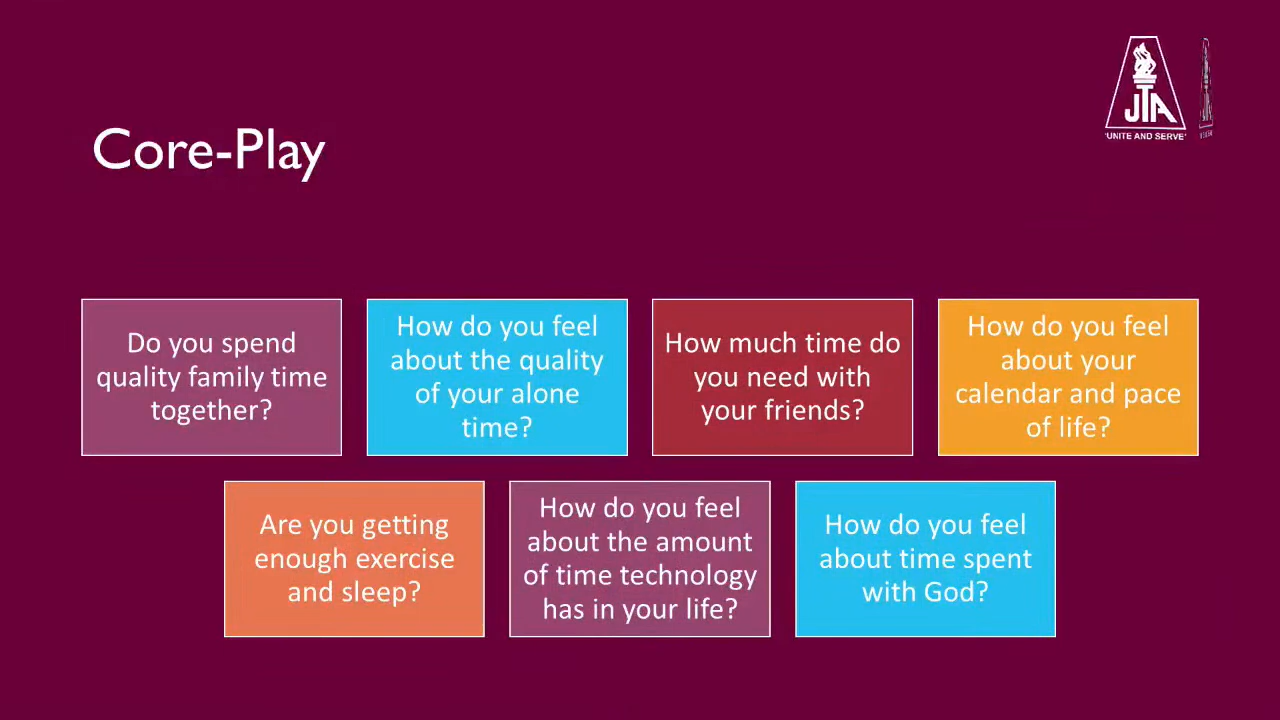 JTA
'UNITE AND SERVE'
Core-Play
Do you spend
quality family time
together?
How do you feel
about the quality
of your alone
time?
How much time do
you need with
your friends?
How do you feel
about your
calendar and pace
of life?
Are you getting
enough exercise
and sleep?
How do you feel
about the amount
of time technology
has in your life?
How do you feel
about time spent
with God?